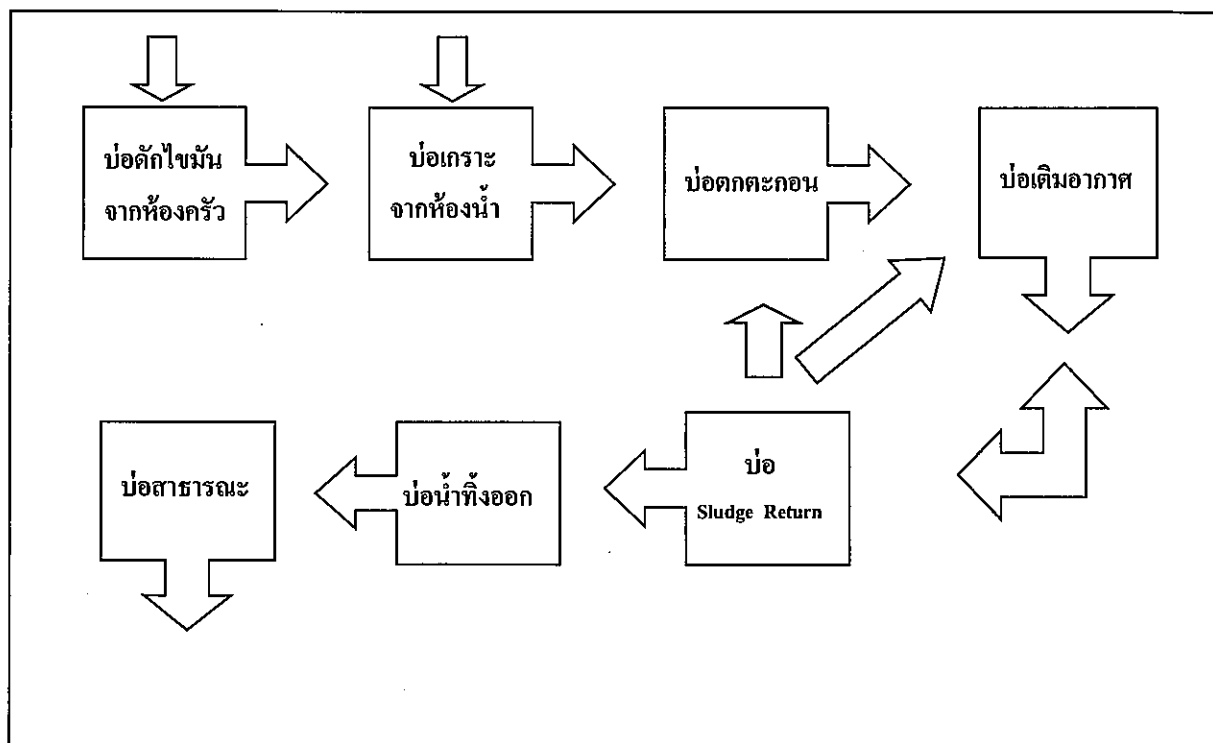 บ่อดักไขมัน
จากห้องครัว
บ่อเกราะ
จากห้องน้ำ
บ่อตกตะกอน
บ่อเติมอากาศ
บ่อสาธารณะ
บ่อน้ำทิ้งออก
บ่อ
Sludge Return